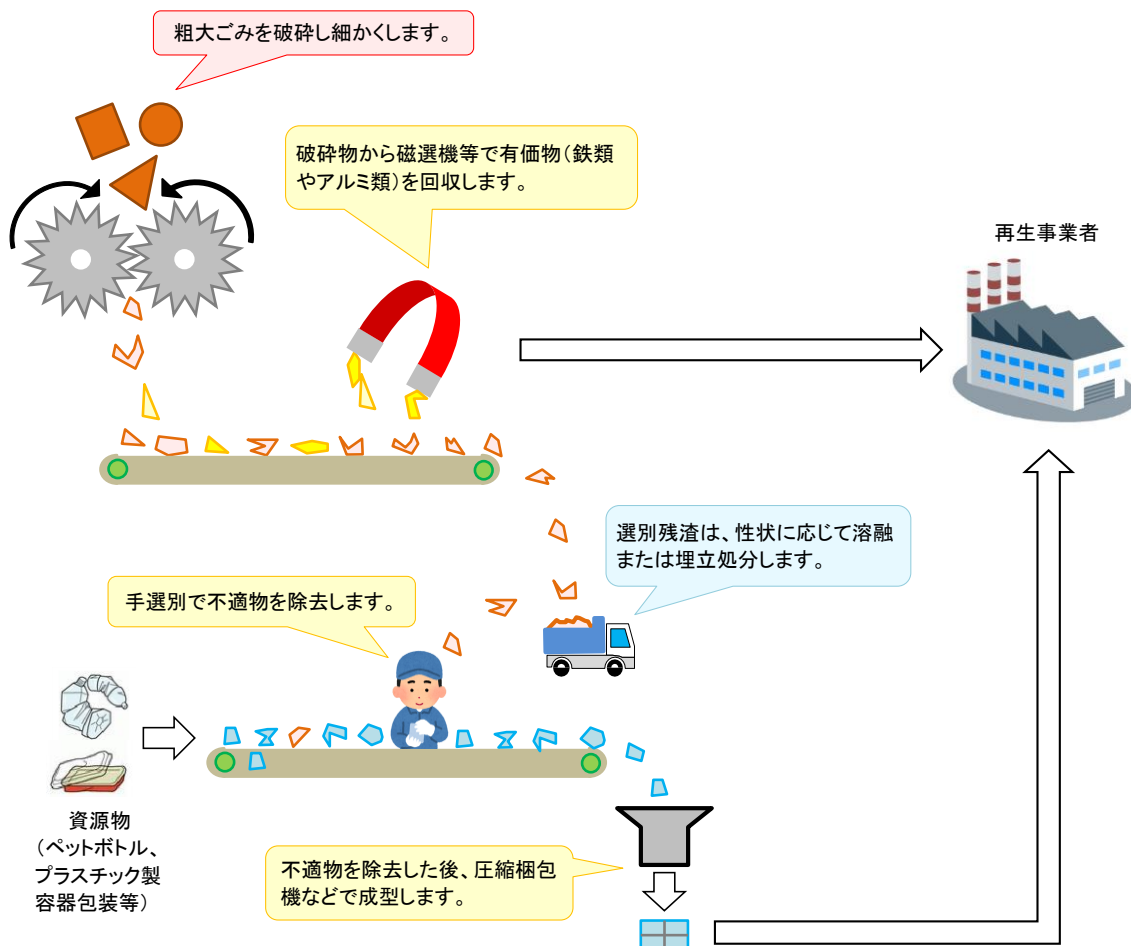 粗大ごみを破砕し細かくします。
破砕物から磁選機等で有価物(鉄類
やアルミ類)を回収します。
再生事業者
選別残渣は、性状に応じて溶融
または埋立処分します。
手選別で不適物を除去します。
資源物
(ペットボトル、
プラスチック製
容器包装等)
不適物を除去した後、圧縮梱包
機などで成型します。